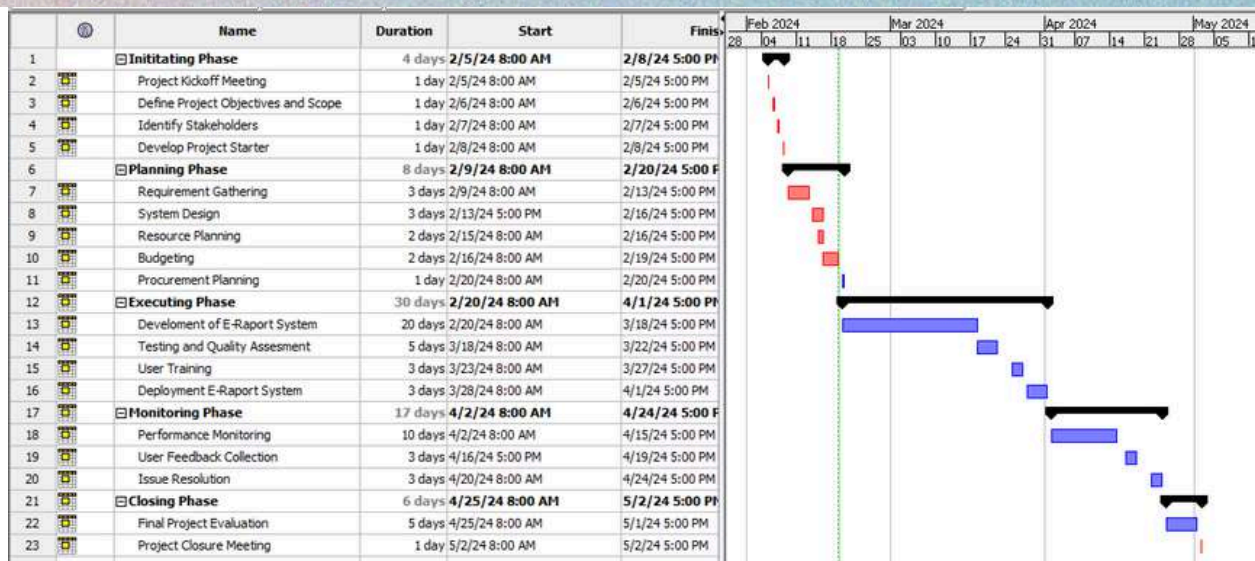 Name Duration Start Finis
Feb 2024 Mar 2024 Apr 2024 May 2024
28 04 11 18 25 03 10 17 24 31 07 14 21 28 05
1 Inititating Phase 4 days 2/5/24 8:00 AM 2/8/24 5:00 PM
2 Project Kickoff Meeting 1 day 2/5/24 8:00 AM 2/5/24 5:00 PM
3 Define Project Objectives and Scope 1 day 2/6/24 8:00 AM 2/6/24 5:00 PM
4 Identify Stakeholders 1 day 2/7/24 8:00 AM 2/7/24 5:00 PM
5 Develop Project Starter 1 day 2/8/24 8:00 AM 2/8/24 5:00 PM
6 Planning Phase 8 days 2/9/24 8:00 AM 2/20/24 5:00 P
7 Requirement Gathering 3 days 2/9/24 8:00 AM 2/13/24 5:00 PM
8 System Design 3 days 2/13/24 5:00 PM 2/16/24 5:00 PM
9 Resource Planning 2 days 2/15/24 8:00 AM 2/16/24 5:00 PM
10 Budgeting 2 days 2/16/24 8:00 AM 2/19/24 5:00 PM
11 Procurement Planning 1 day 2/20/24 8:00 AM 2/20/24 5:00 PM
12 Executing Phase 30 days 2/20/24 8:00 AM 4/1/24 5:00 PM
13 Develoment of E-Raport System 20 days 2/20/24 8:00 AM 3/18/24 5:00 PM
14 Testing and Quality Assesment 5 days 3/18/24 8:00 AM 3/22/24 5:00 PM
15 User Training 3 days 3/23/24 8:00 AM 3/27/24 5:00 PM
16 Deployment E-Raport System 3 days 3/28/24 8:00 AM 4/1/24 5:00 PM
17 Monitoring Phase 17 days 4/2/24 8:00 AM 4/24/24 5:00 P
18 Performance Monitoring 10 days 4/2/24 8:00 AM 4/15/24 5:00 PM
19 User Feedback Collection 3 days 4/16/24 5:00 PM 4/19/24 5:00 PM
20 Issue Resolution 3 days 4/20/24 8:00 AM 4/24/24 5:00 PM
21 Closing Phase 6 days 4/25/24 8:00 AM 5/2/24 5:00 PM
22 Final Project Evaluation 5 days 4/25/24 8:00 AM 5/1/24 5:00 PM
23 Project Closure Meeting 1 day 5/2/24 8:00 AM 5/2/24 5:00 PM